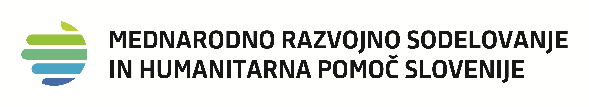 MEDNARODNO RAZVOJNO SODELOVANJE
IN HUMANITARNA POMOČ SLOVENIJE